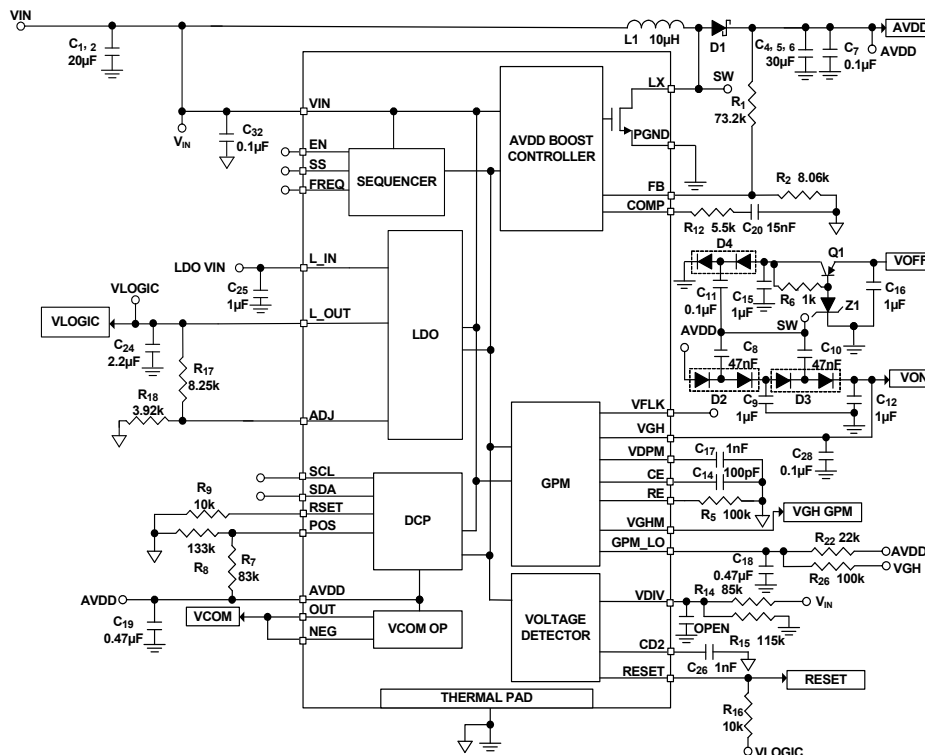 VIN
C1, 2
20µF
L1 10µH
D1
C4, 5, 6
30µF
C7
0.1µF
AVDD
AVDD
VIN
C32
0.1µF
VIN
EN
SS
FREQ
SEQUENCER
AVDD BOOST
CONTROLLER
LX
SW
PGND
R1
73.2k
FB
COMP
R2 8.06k
R12 5.5k
C20 15nF
LDO VIN
C25
1µF
L_IN
VLOGIC
VLOGIC
L_OUT
C24
2.2µF
R17
8.25k
R18
3.92k
ADJ
LDO
D4
Q1
VOFF
C11
0.1µF
C15
1µF
R6 1k
Z1
C16
1µF
AVDD
SW
C8
47nF
C10
47nF
D2
C9
1µF
D3
C12
1µF
VON
VFLK
VGH
VDPM
CE
RE
VGHM
GPM_LO
GPM
C17 1nF
C14 100pF
R5 100k
C28
0.1µF
VGH GPM
SCL
SDA
RSET
POS
DCP
R9
10k
133k
R8
R7
83k
C18
0.47µF
R22 22k
AVDD
R26 100k
VGH
AVDD
C19
0.47µF
VCOM
AVDD
OUT
NEG
VCOM OP
VOLTAGE
DETECTOR
VDIV
CD2
RESET
R14 85k
VIN
OPEN
R15 115k
C26 1nF
RESET
R16
10k
VLOGIC
THERMAL PAD